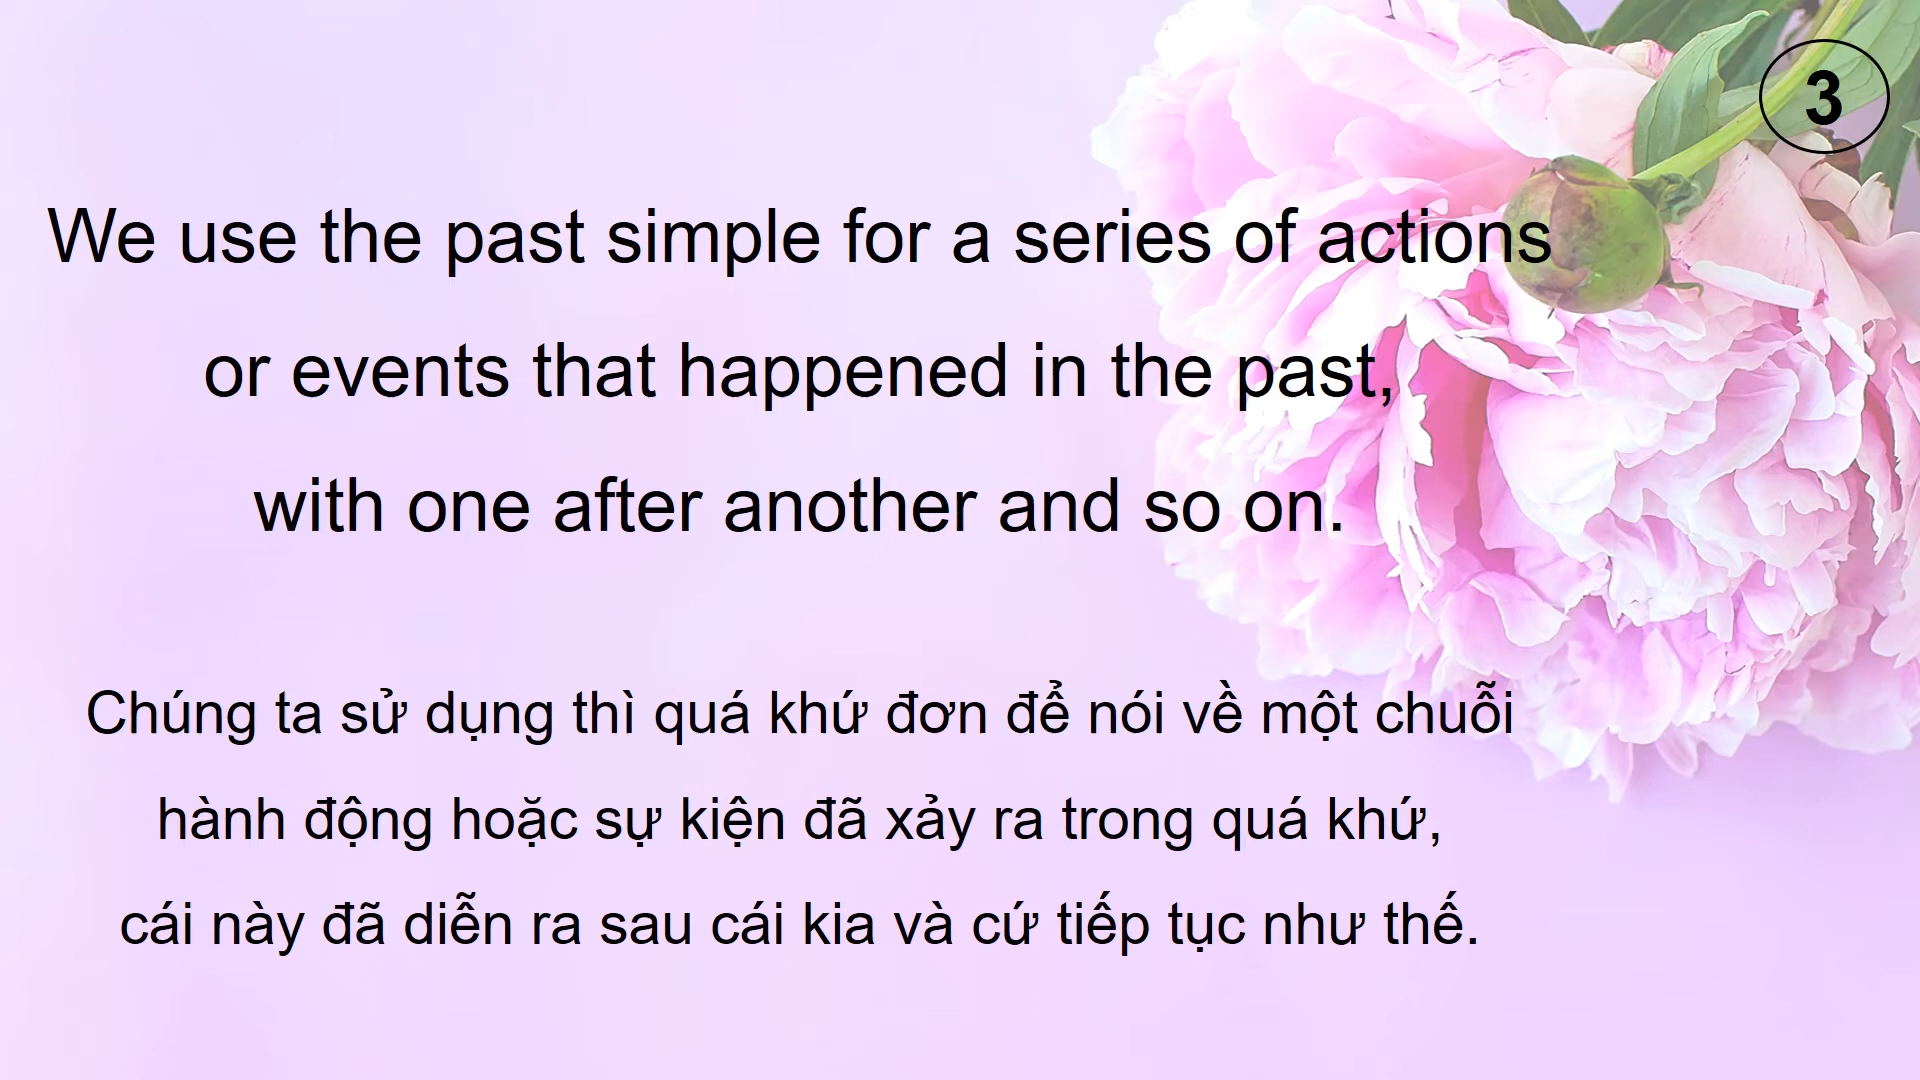 3
We use the past simple for a series of actions
or events that happened in the past,
with one after another and so on.
Chúng ta sử dụng thì quá khứ đơn để nói về một chuỗi
hành động hoặc sự kiện đã xảy ra trong quá khứ,
cái này đã diễn ra sau cái kia và cứ tiếp tục như thế.